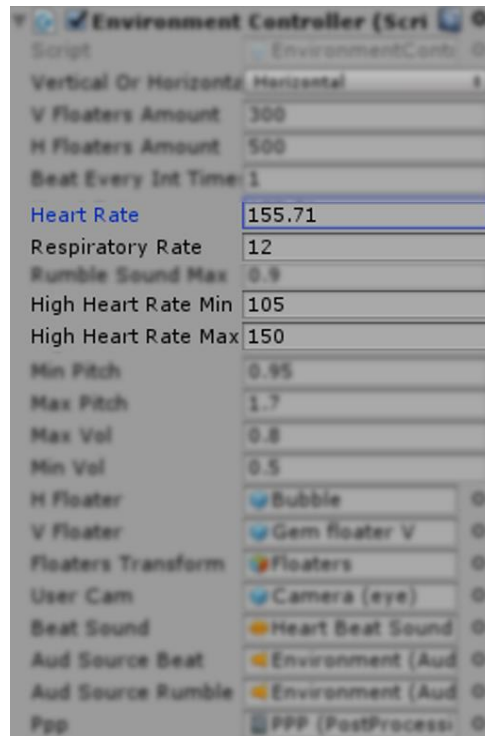 Environment Controller (Scri
Script EnvironmentContr
Vertical Or Horizonta Horizontal
V Floaters Amount 300
H Floaters Amount 500
Beat Every Int Time 1
Heart Rate 155.71
Respiratory Rate 12
Rumble Sound Max 0.9
High Heart Rate Min 105
High Heart Rate Max 150
Min Pitch 0.95
Max Pitch 1.7
Max Vol 0.8
Min Vol 0.5
H Floater Bubble
V Floater Gem floater V
Floaters Transform Floaters
User Cam Camera (eye)
Beat Sound Heart Beat Sound
Aud Source Beat Environment (Aud
Aud Source Rumble Environment (Aud
Ppp PPP (PostProcessi